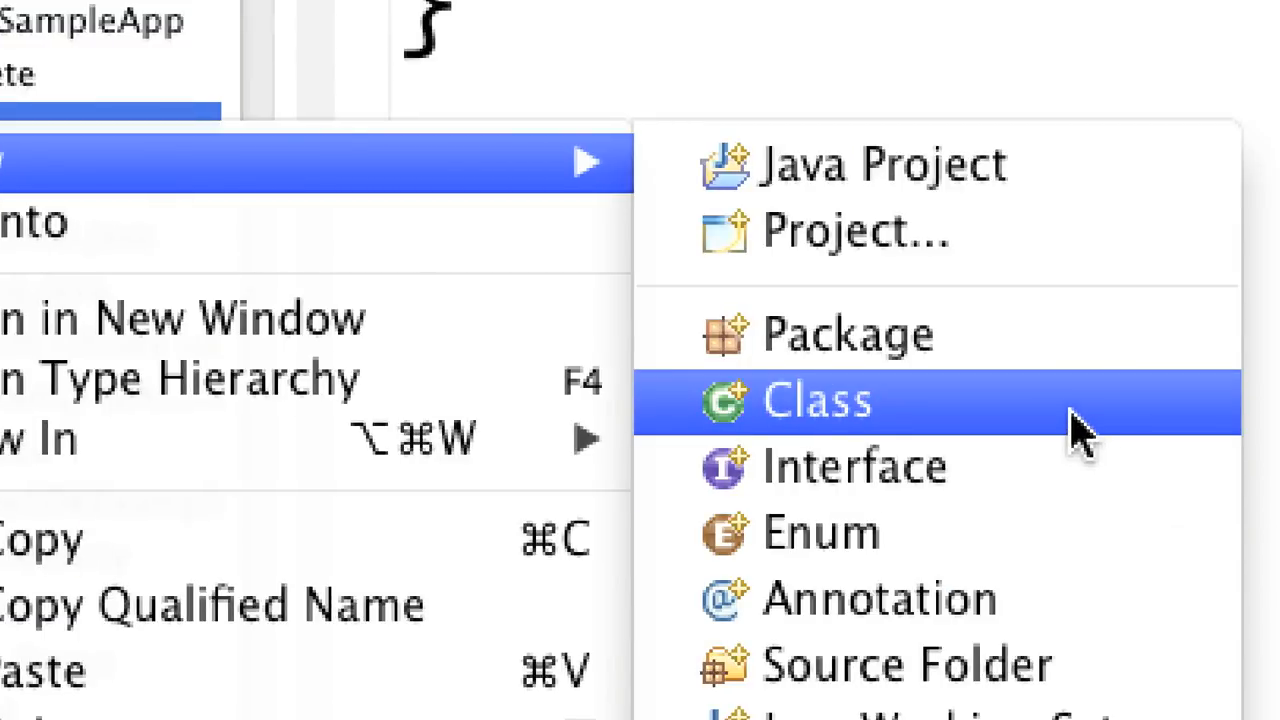 SampleApp
ete
}
nto
n in New Window
n Type Hierarchy F4
w In ⌥⌘W
Copy ⌘C
Copy Qualified Name
Paste ⌘V
Java Project
Project...
Package
Class
Interface
Enum
Annotation
Source Folder